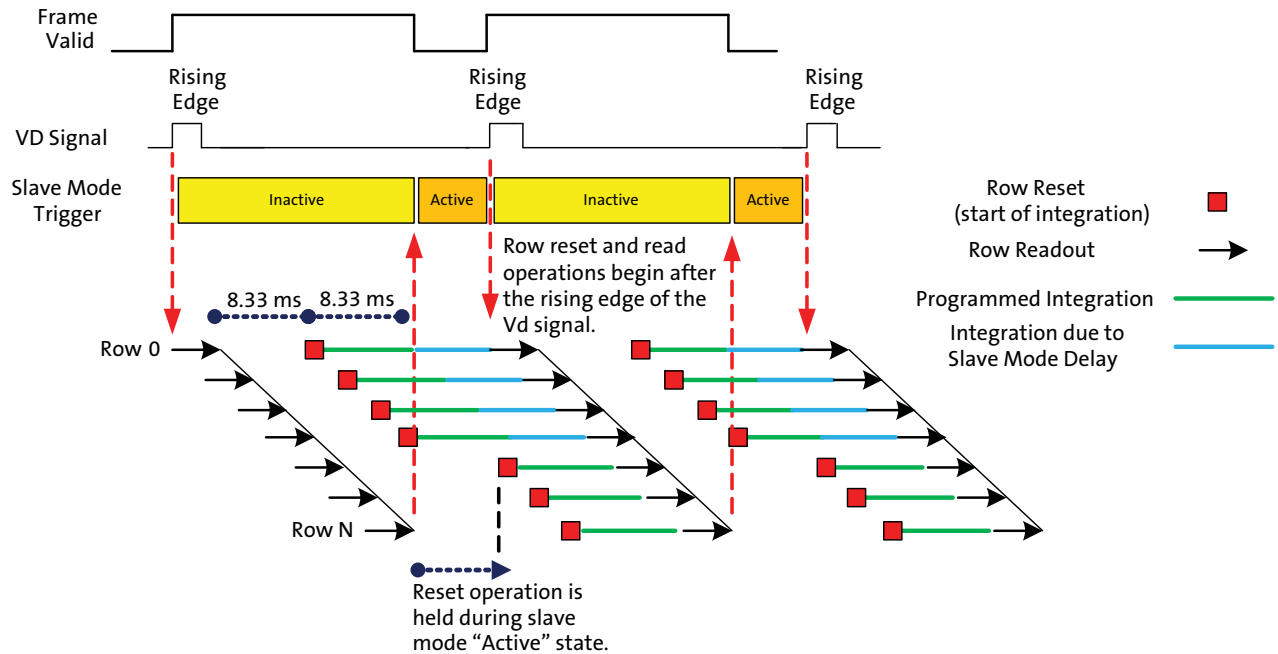 Frame
Valid
Rising
Edge
Rising
Edge
Rising
Edge
VD Signal
Slave Mode
Trigger
Inactive
Active
Inactive
Active
Row reset and read
operations begin after
the rising edge of the
Vd signal.
8.33 ms
8.33 ms
Row 0
Row N
Reset operation is
held during slave
mode “Active” state.
Row Reset
(start of integration)
Row Readout
Programmed Integration
Integration due to
Slave Mode Delay